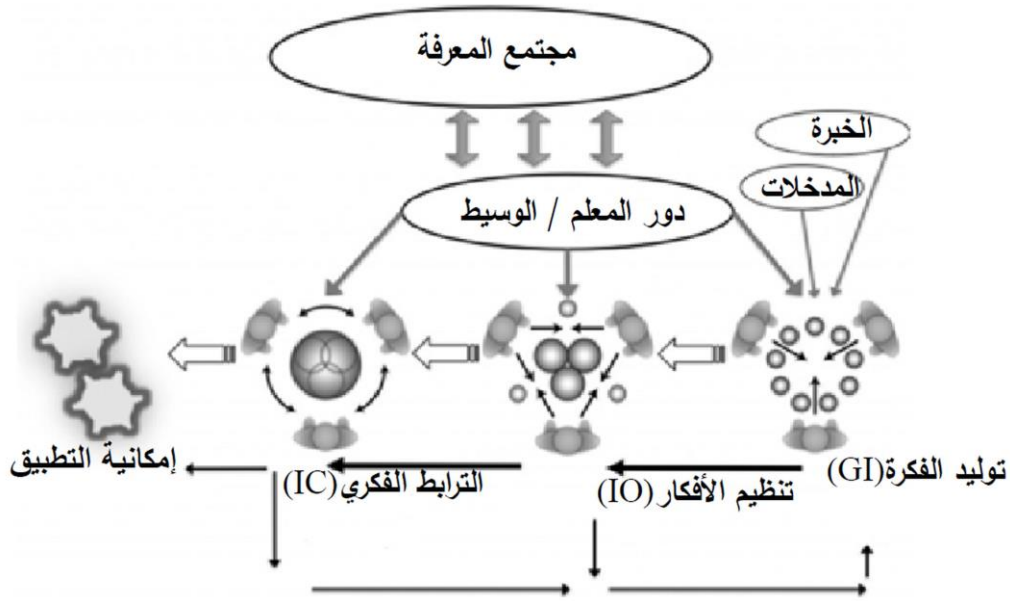 مجتمع المعرفة
الخبرة
المدخلات
دور المعلم / الوسيط
توليد الفكرة(GI)
تنظيم الأفكار(IO)
الترابط الفكري(IC)
إمكانية التطبيق